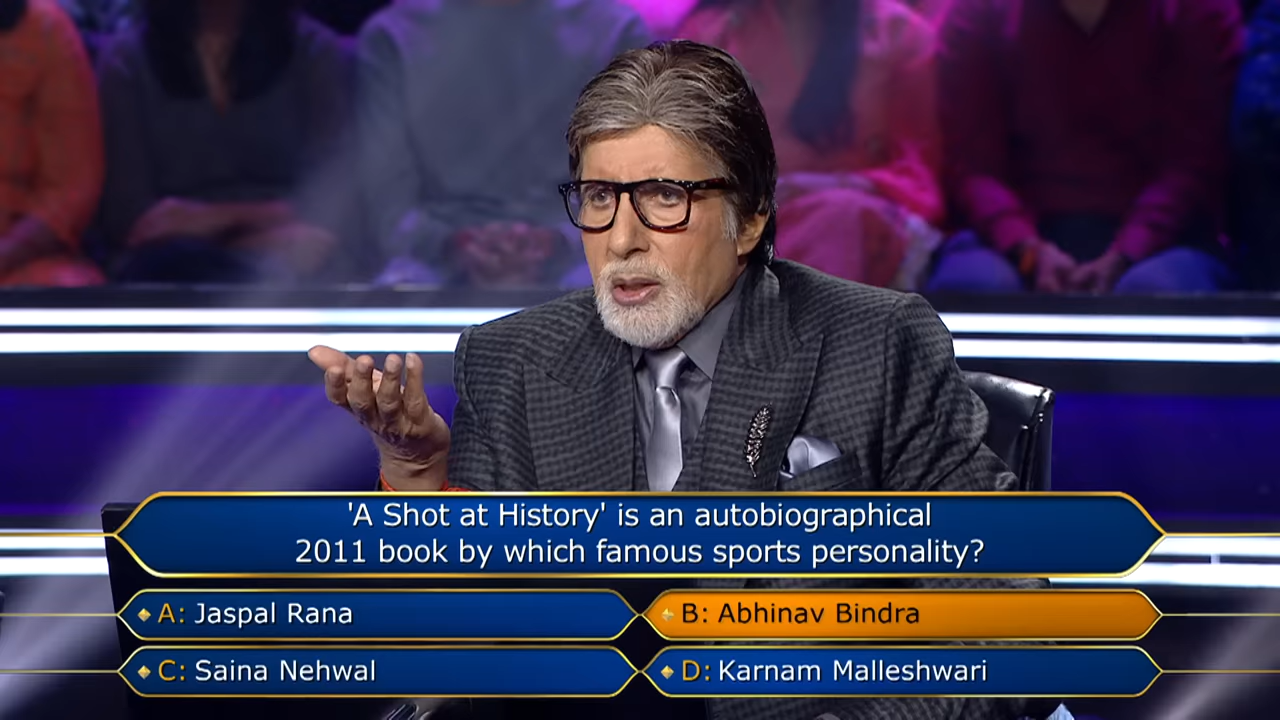 'A Shot at History' is an autobiographical
2011 book by which famous sports personality?
A: Jaspal Rana
B: Abhinav Bindra
C: Saina Nehwal
D: Karnam Malleshwari